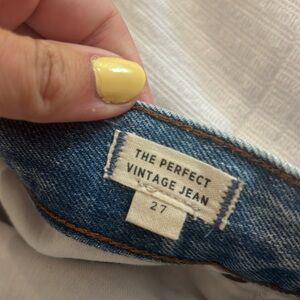 THE PERFECT
VINTAGE JEAN
27